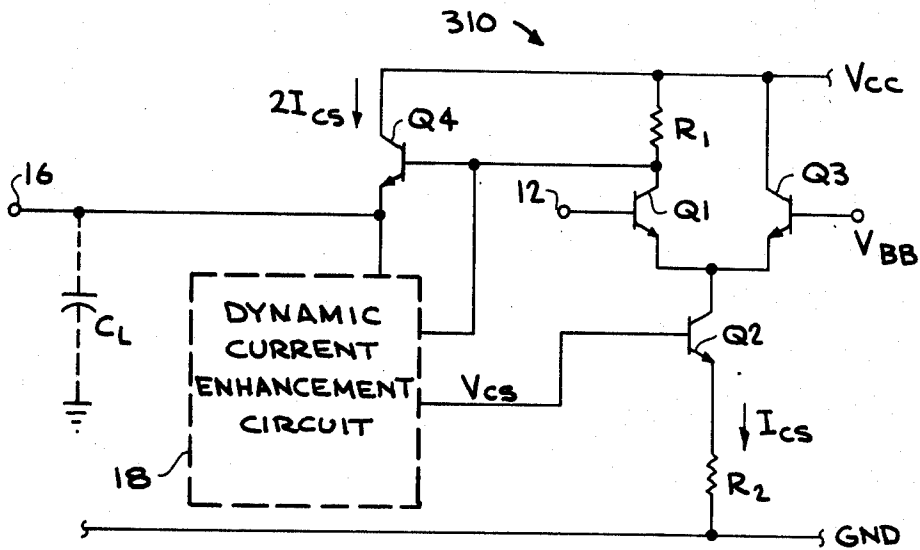 310
VCC
2ICS
Q4
R1
16
12
Q1
Q3
VBB
DYNAMIC
CURRENT
ENHANCEMENT
CIRCUIT
CL
VCS
Q2
ICS
18
R2
GND